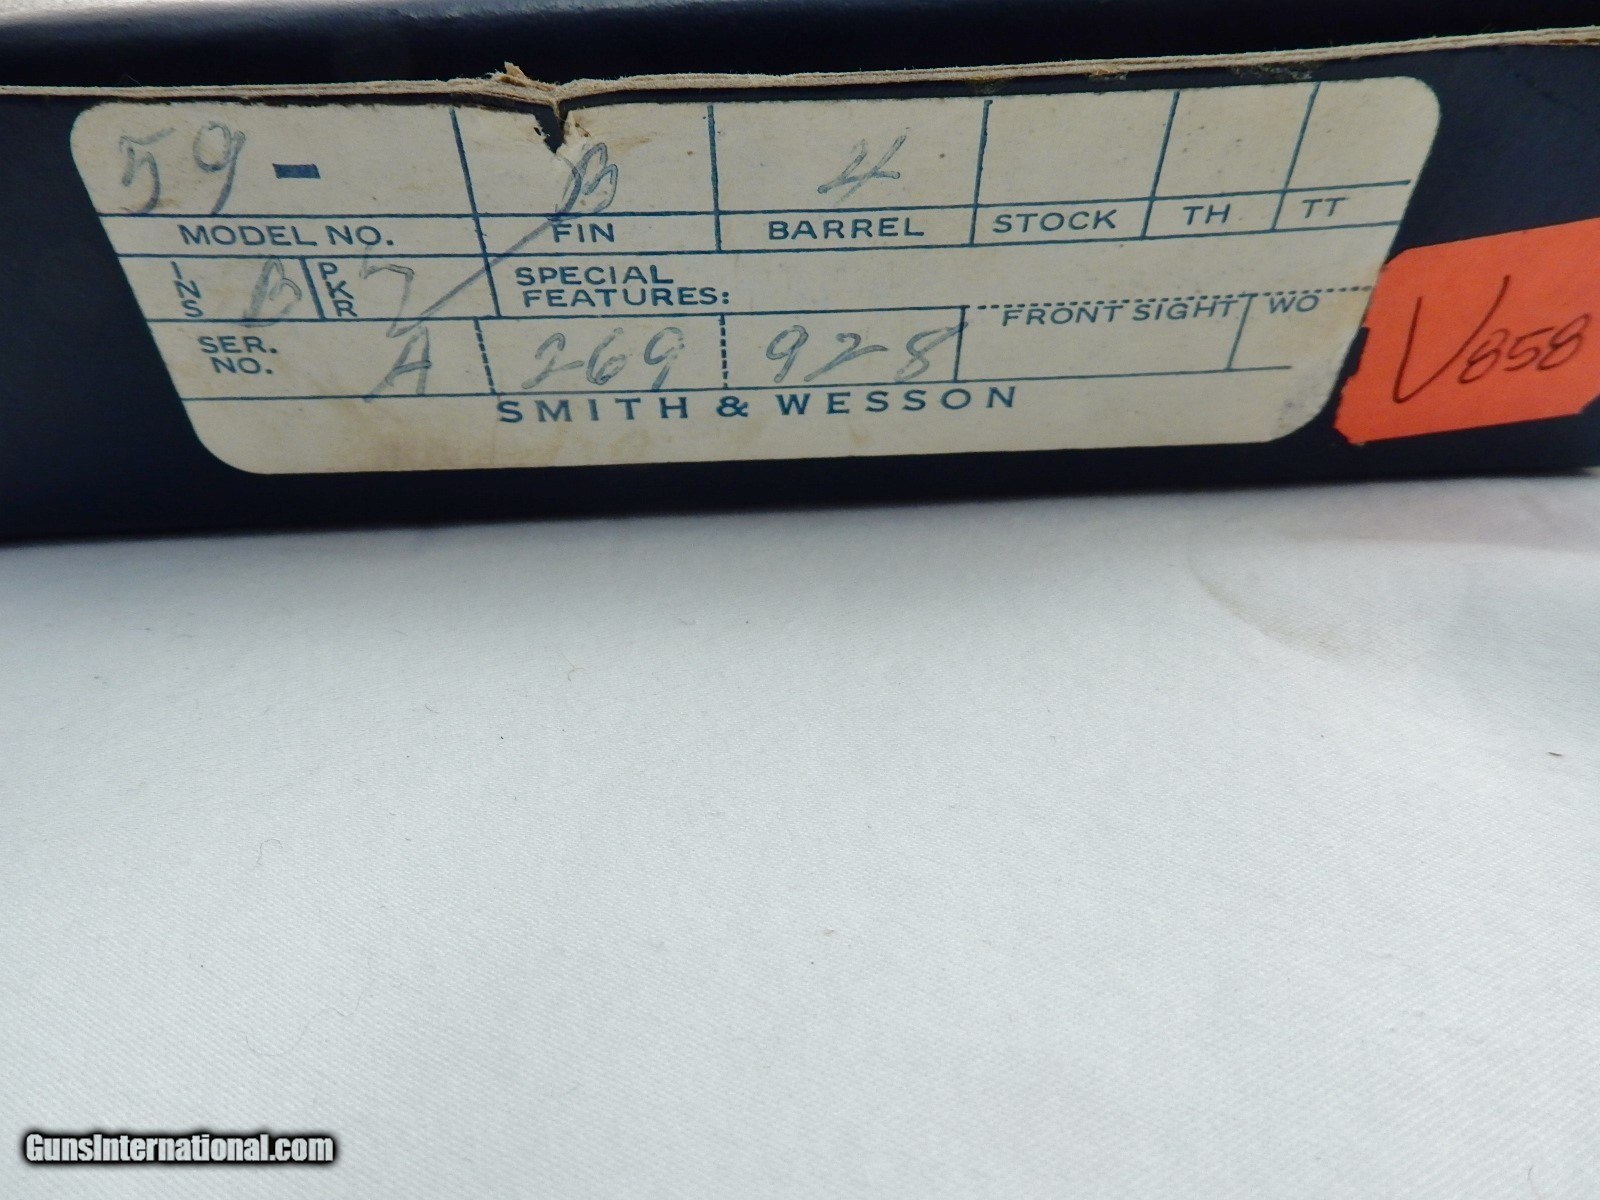 59 - B 4
MODEL NO. FIN BARREL STOCK TH TT
INS B PKR 7 SPECIAL
FEATURES:
SER. NO. A 269 928 FRONT SIGHT WO
SMITH & WESSON
V858
GunsInternational.com